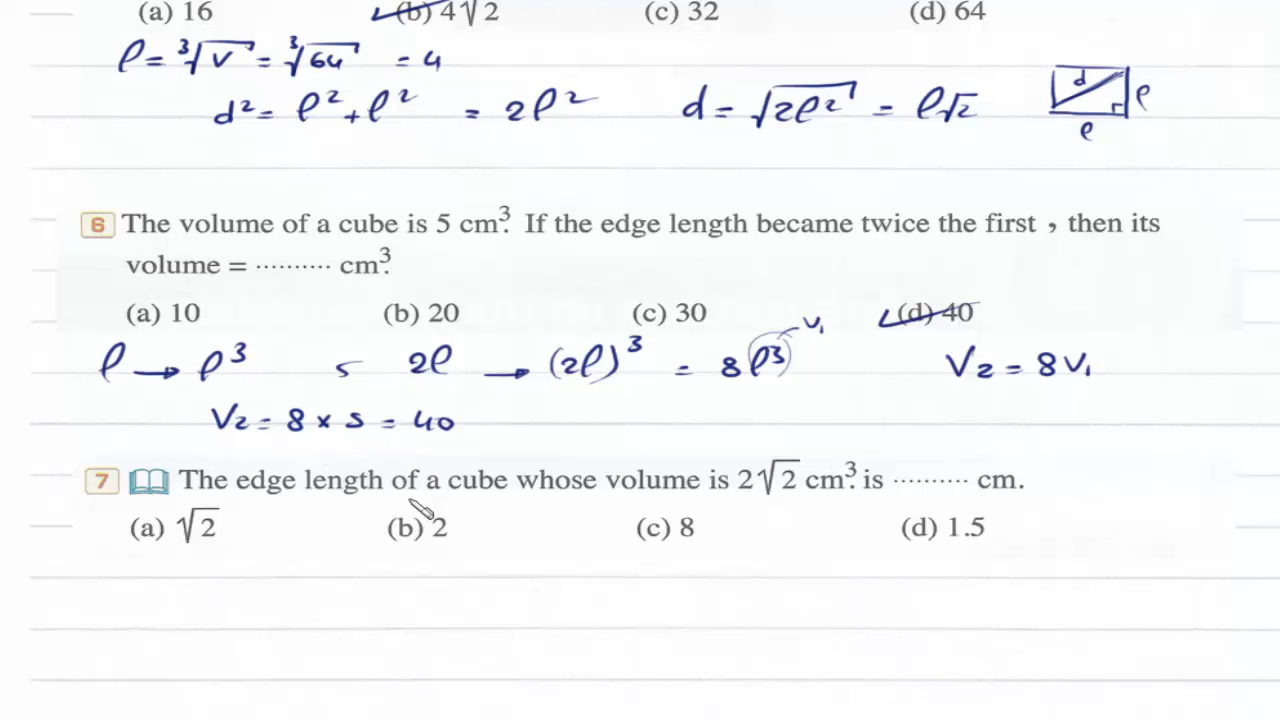 (a) 16 (b) 4√2 (c) 32 (d) 64
ℓ = ∛V = ∛64 = 4
d² = ℓ² + ℓ² = 2ℓ² d = √2ℓ² = ℓ√2 d ℓ
ℓ
6 The volume of a cube is 5 cm³. If the edge length became twice the first , then its
volume = ·········· cm³.
(a) 10 (b) 20 (c) 30 (d) 40
ℓ → ℓ³ , 2ℓ → (2ℓ)³ = 8ℓ³ V₁ V₂ = 8V₁
V₂ = 8 × 5 = 40
7 The edge length of a cube whose volume is 2√2 cm³. is ·········· cm.
(a) √2 (b) 2 (c) 8 (d) 1.5